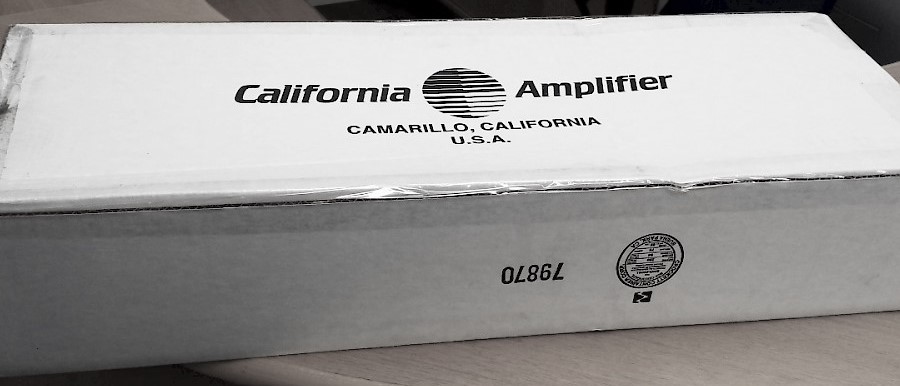 California Amplifier
CAMARILLO, CALIFORNIA
U.S.A.
79870